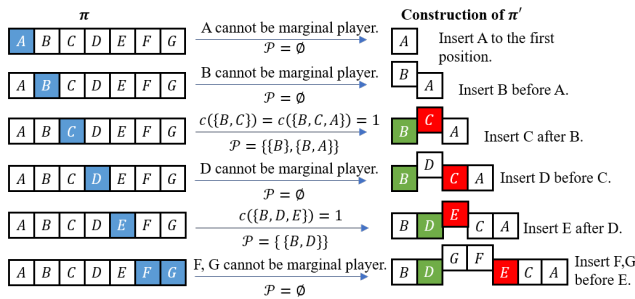 π
Construction of π′
A B C D E F G
A cannot be marginal player.
𝒫 = ∅
A
Insert A to the first
position.
A B C D E F G
B cannot be marginal player.
𝒫 = ∅
B A
Insert B before A.
A B C D E F G
c({B, C}) = c({B, C, A}) = 1
𝒫 = {{B}, {B, A}}
B C A
Insert C after B.
A B C D E F G
D cannot be marginal player.
𝒫 = ∅
B D C A
Insert D before C.
A B C D E F G
c({B, D, E}) = 1
𝒫 = { {B, D}}
B D E C A
Insert E after D.
A B C D E F G
F, G cannot be marginal player.
𝒫 = ∅
B D G F E C A
Insert F,G
before E.